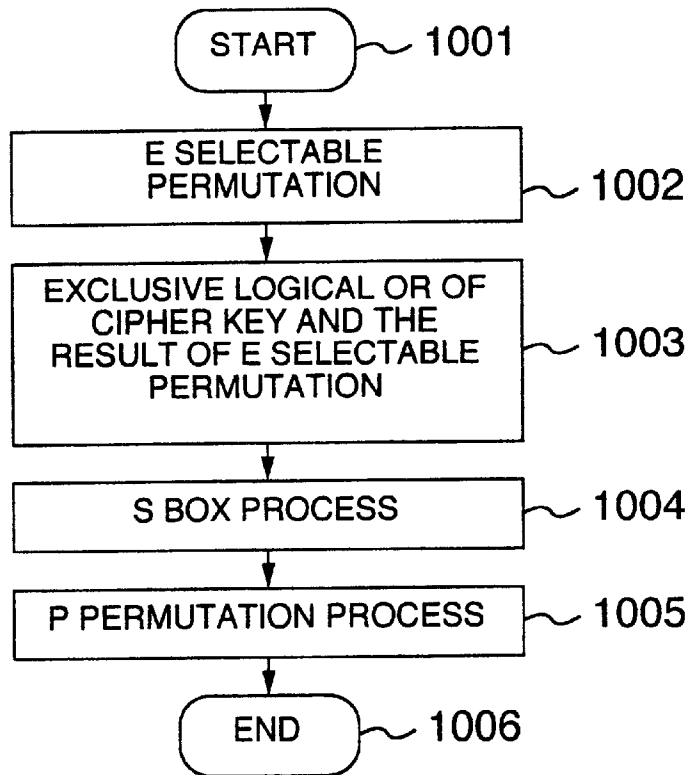 START
1001
E SELECTABLE
PERMUTATION
1002
EXCLUSIVE LOGICAL OR OF
CIPHER KEY AND THE
RESULT OF E SELECTABLE
PERMUTATION
1003
S BOX PROCESS
1004
P PERMUTATION PROCESS
1005
END
1006